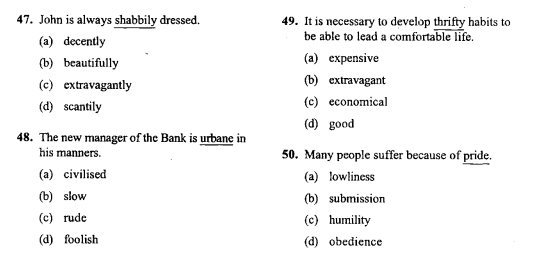 47. John is always shabbily dressed.
(a) decently
(b) beautifully
(c) extravagantly
(d) scantily
48. The new manager of the Bank is urbane in
his manners.
(a) civilised
(b) slow
(c) rude
(d) foolish
49. It is necessary to develop thrifty habits to
be able to lead a comfortable life.
(a) expensive
(b) extravagant
(c) economical
(d) good
50. Many people suffer because of pride.
(a) lowliness
(b) submission
(c) humility
(d) obedience